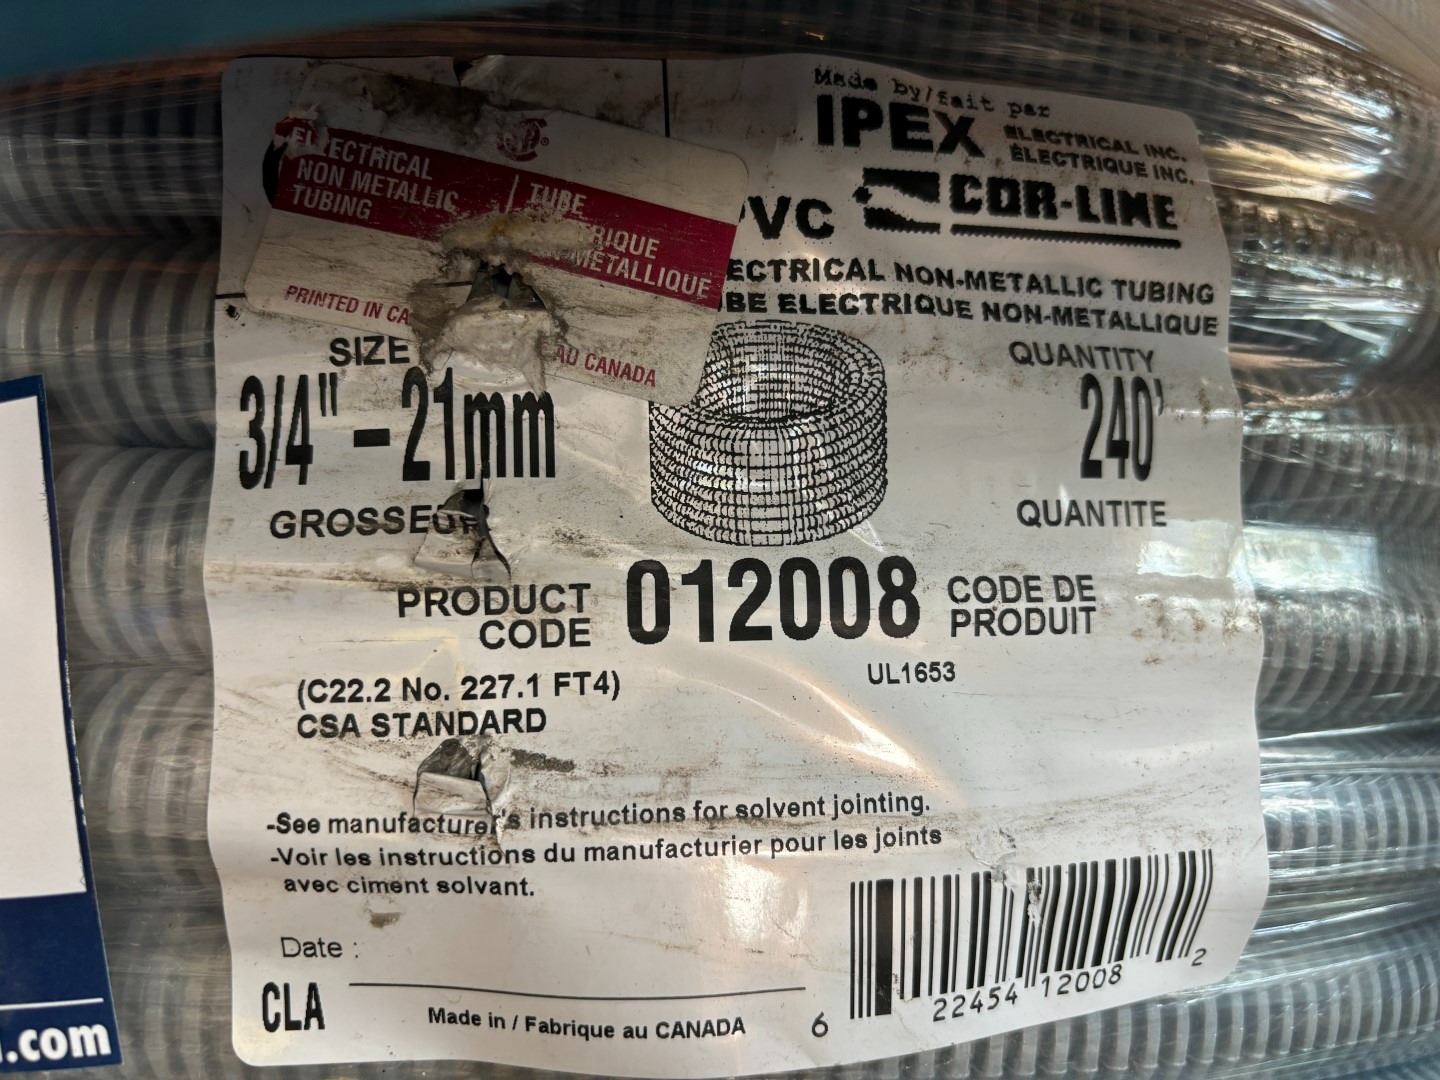 Made by/fait par
IPEX ELECTRICAL INC.
ÉLECTRIQUE INC.
PVC COR-LINE
ELECTRICAL
NON METALLIC
TUBING
TUBE
RIQUE
METALLIQUE
PRINTED IN CA
AU CANADA
ECTRICAL NON-METALLIC TUBING
BE ELECTRIQUE NON-METALLIQUE
SIZE
3/4" - 21mm
GROSSEUR
QUANTITY
240'
QUANTITE
PRODUCT
CODE
012008
CODE DE
PRODUIT
UL1653
(C22.2 No. 227.1 FT4)
CSA STANDARD
-See manufacturer's instructions for solvent jointing.
-Voir les instructions du manufacturier pour les joints
avec ciment solvant.
Date :
CLA
Made in / Fabrique au CANADA
6 22454 12008 2
.com